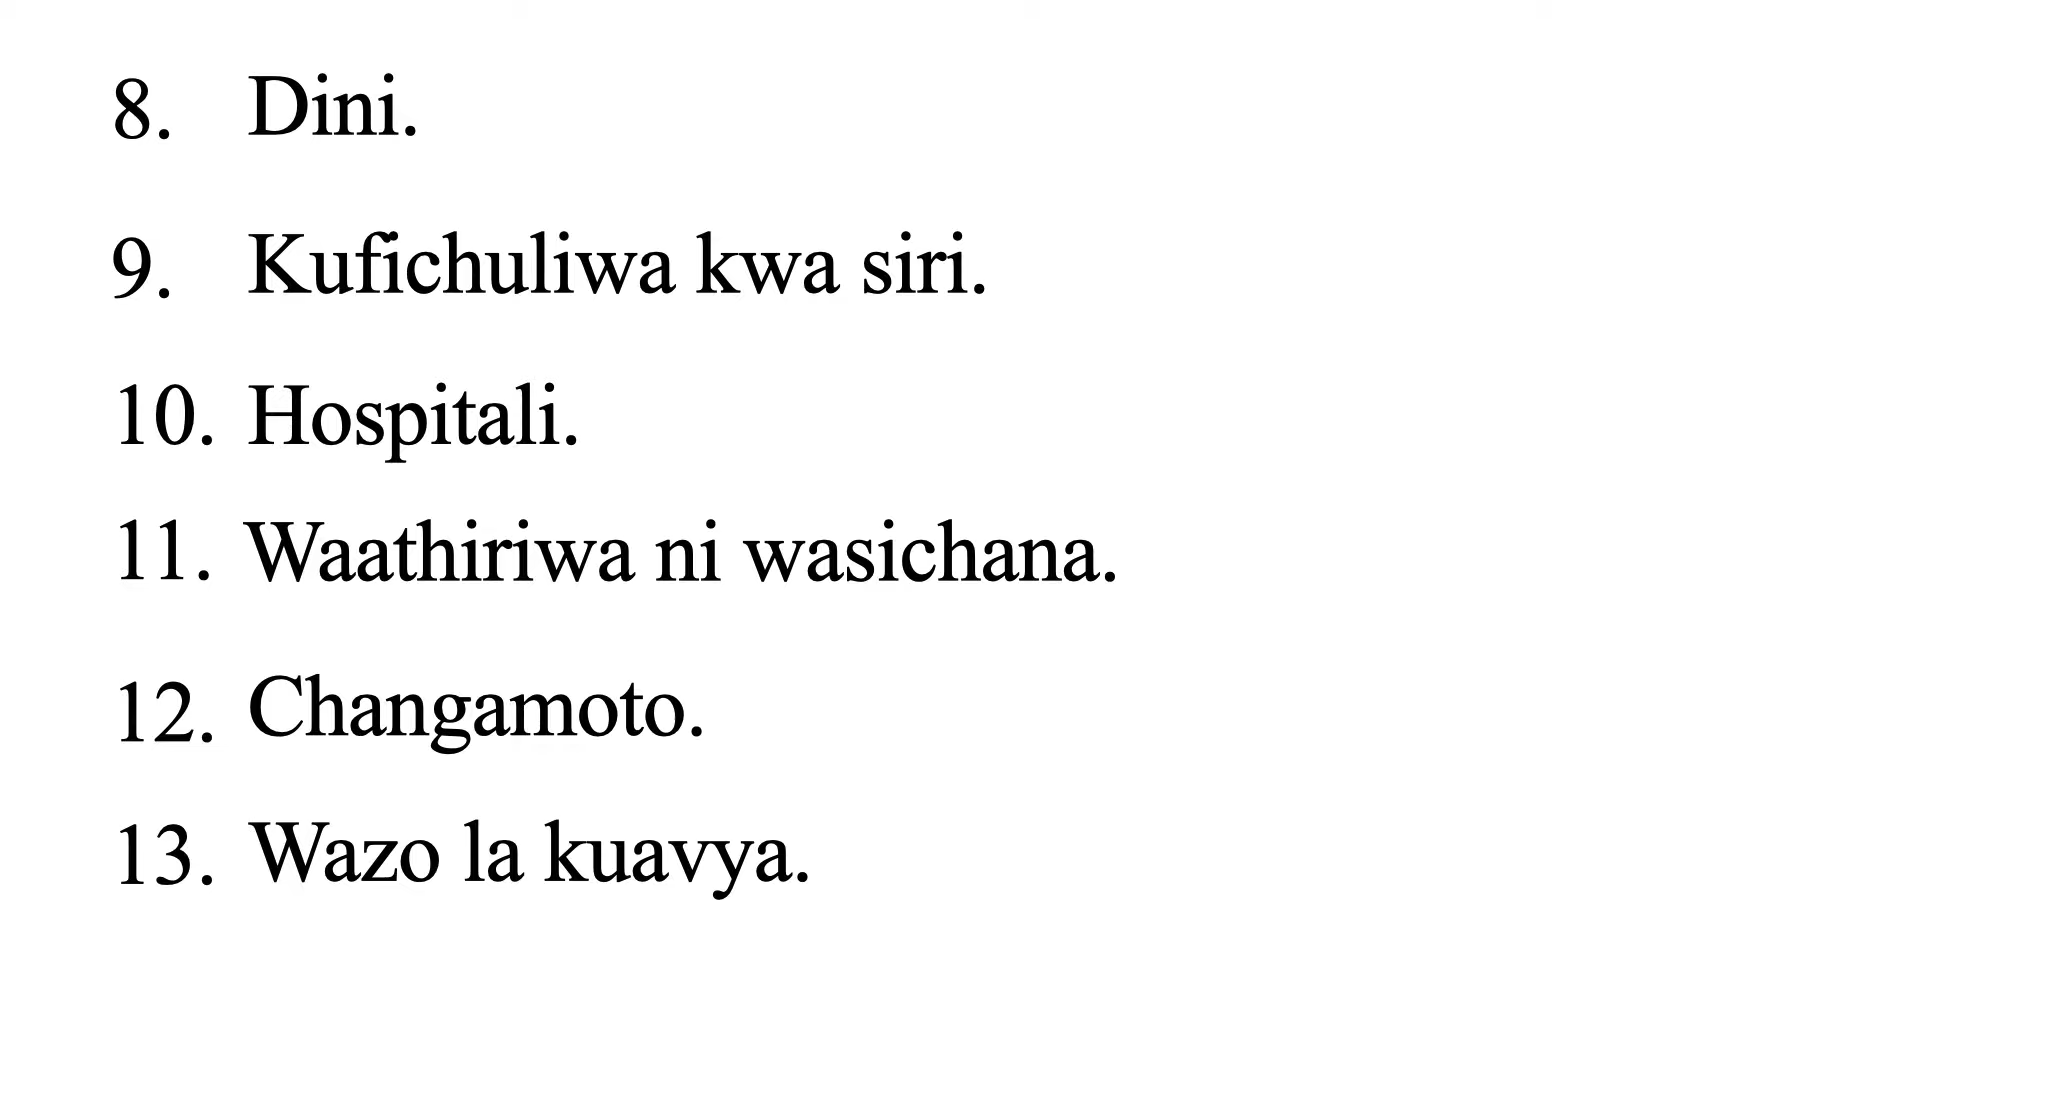 8. Dini.
9. Kufichuliwa kwa siri.
10. Hospitali.
11. Waathiriwa ni wasichana.
12. Changamoto.
13. Wazo la kuavya.